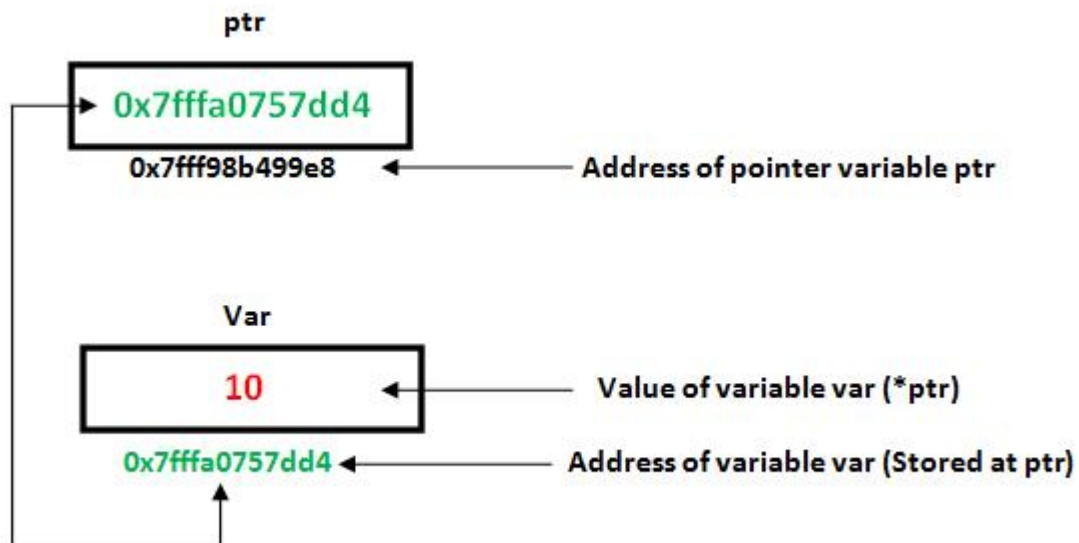 ptr
0x7fffa0757dd4
0x7fff98b499e8
Address of pointer variable ptr
Var
10
Value of variable var (*ptr)
0x7fffa0757dd4
Address of variable var (Stored at ptr)